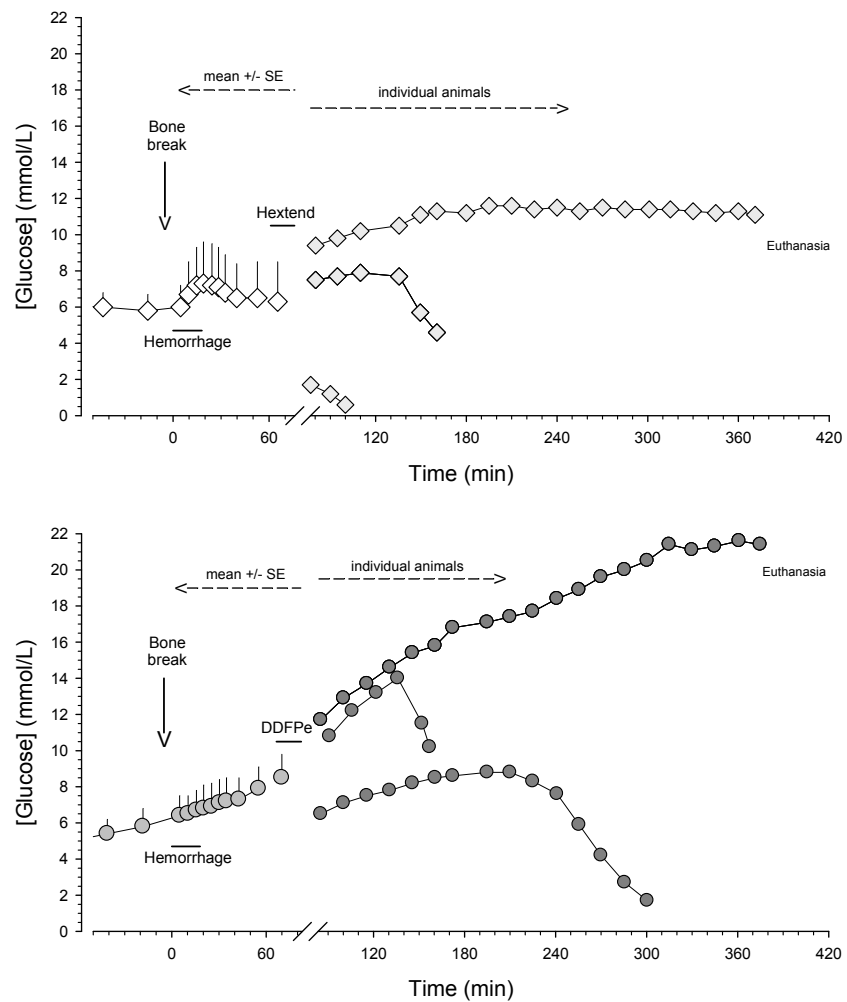 22
20
18
16
14
12
10
8
6
4
2
0
[Glucose] (mmol/L)
mean +/- SE
individual animals
Bone
break
Hextend
Euthanasia
Hemorrhage
0 60 120 180 240 300 360 420
Time (min)
22
20
18
16
14
12
10
8
6
4
2
0
[Glucose] (mmol/L)
individual animals
mean +/- SE
Euthanasia
Bone
break
DDFPe
Hemorrhage
0 60 120 180 240 300 360 420
Time (min)